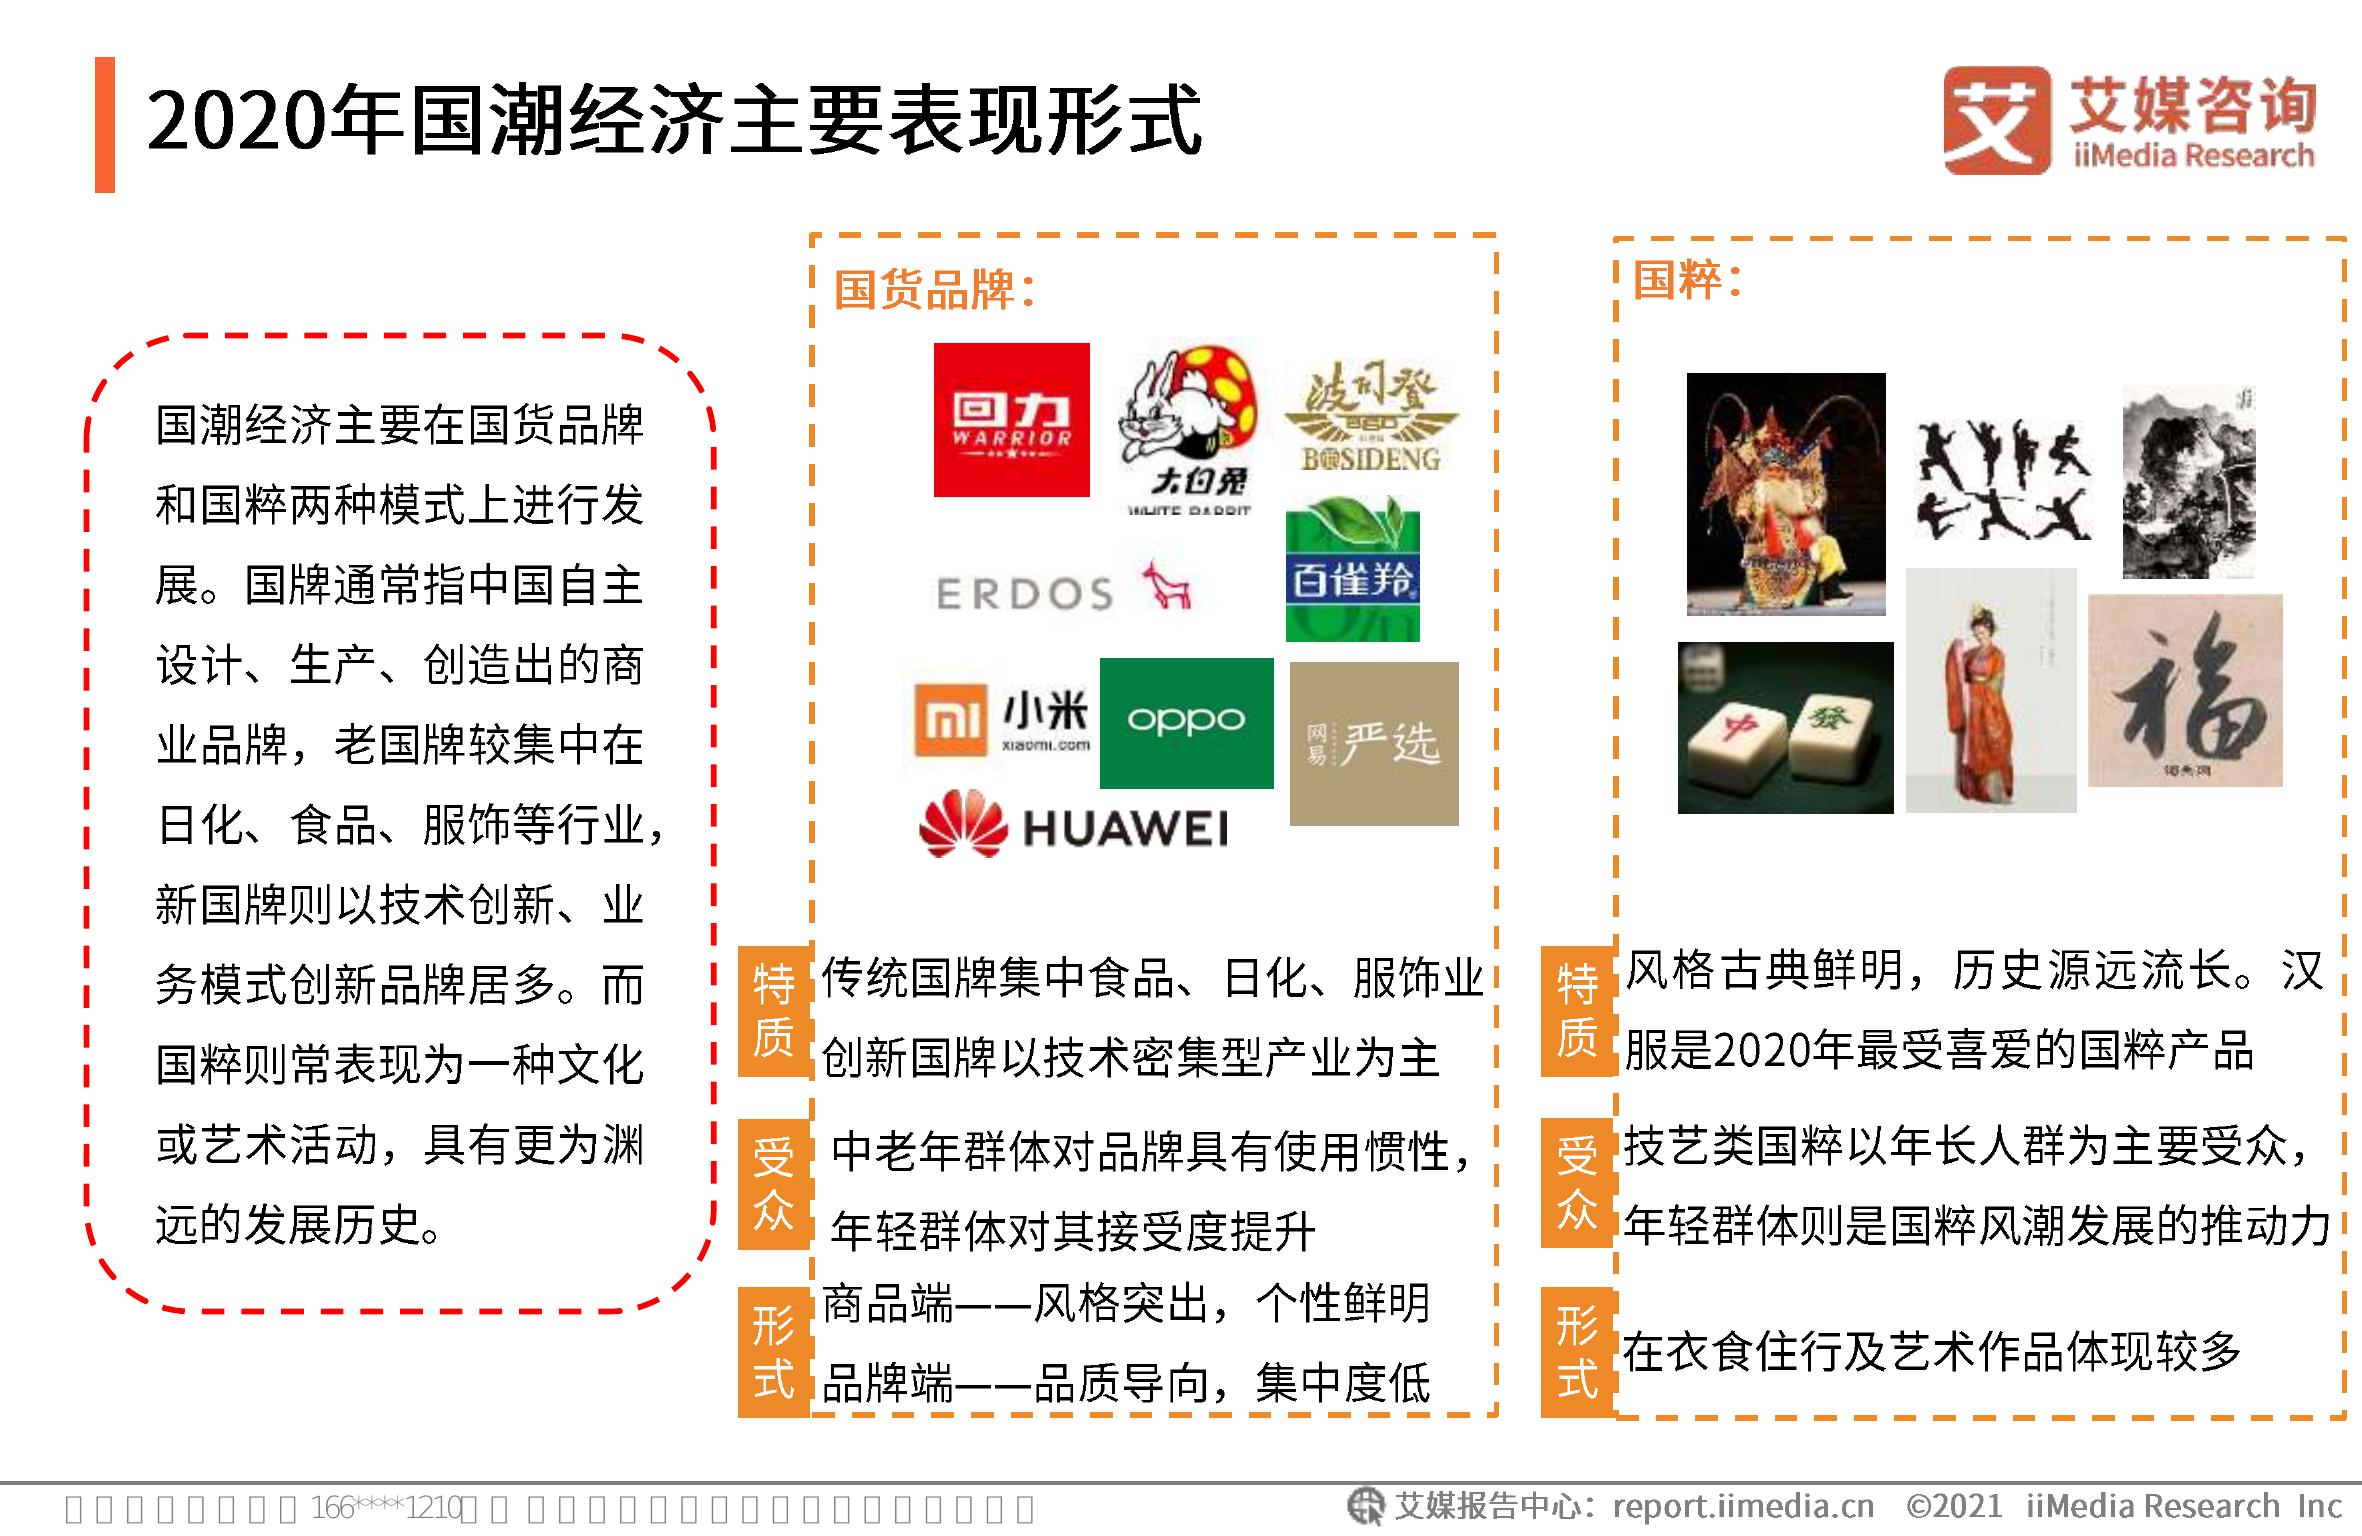 2020年国潮经济主要表现形式
艾
艾媒咨询
iiMedia Research
国潮经济主要在国货品牌
和国粹两种模式上进行发
展。国牌通常指中国自主
设计、生产、创造出的商
业品牌，老国牌较集中在
日化、食品、服饰等行业，
新国牌则以技术创新、业
务模式创新品牌居多。而
国粹则常表现为一种文化
或艺术活动，具有更为渊
远的发展历史。
国货品牌：
回力
WARRIOR
大白兔
WHITE RABBIT
波司登
BOSIDENG
ERDOS
百雀羚
小米
xiaomi.com
oppo
网易严选
HUAWEI
特质
传统国牌集中食品、日化、服饰业
创新国牌以技术密集型产业为主
受众
中老年群体对品牌具有使用惯性，
年轻群体对其接受度提升
形式
商品端——风格突出，个性鲜明
品牌端——品质导向，集中度低
国粹：
中
發
福
特质
风格古典鲜明，历史源远流长。汉
服是2020年最受喜爱的国粹产品
受众
技艺类国粹以年长人群为主要受众，
年轻群体则是国粹风潮发展的推动力
形式
在衣食住行及艺术作品体现较多
166****1210
艾媒报告中心：report.iimedia.cn ©2021 iiMedia Research Inc